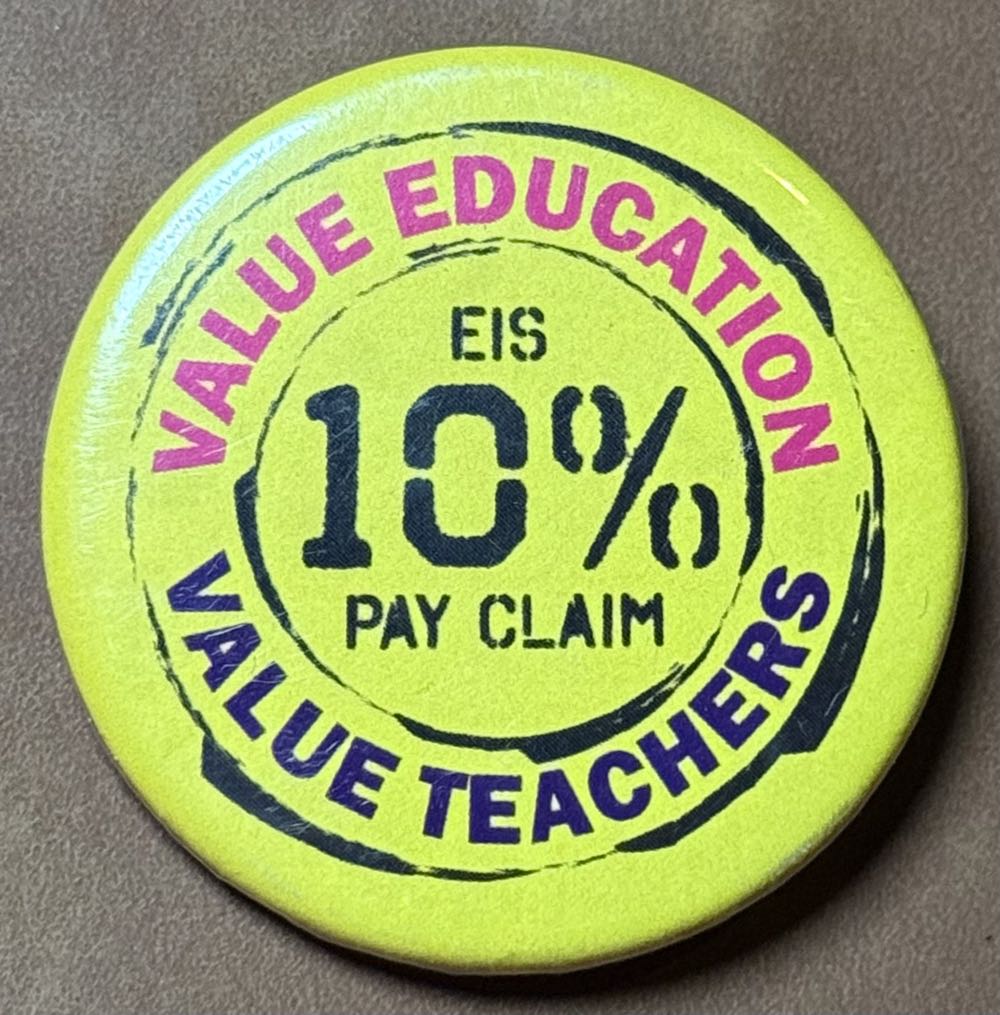 VALUE EDUCATION
EIS
10%
PAY CLAIM
VALUE TEACHERS